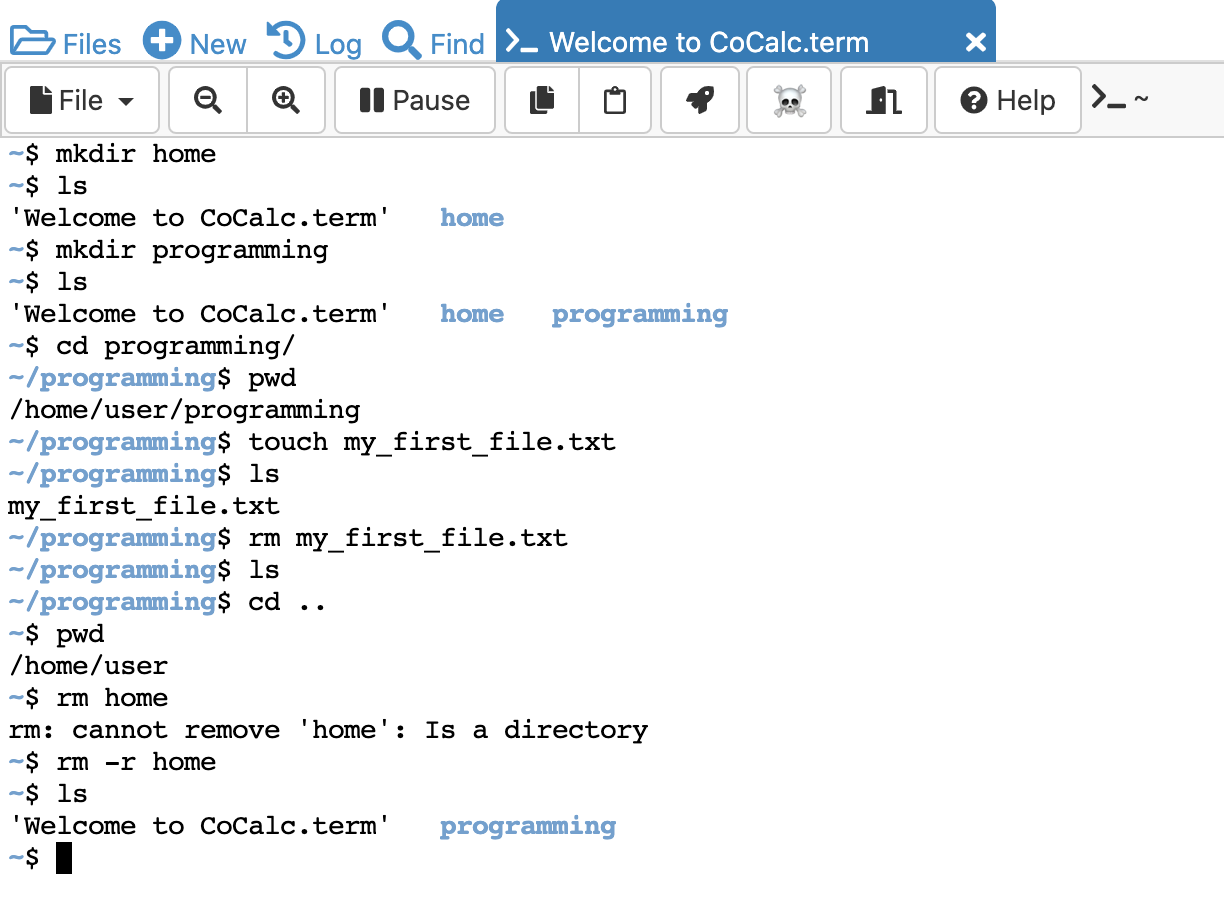 Files New Log Find >_ Welcome to CoCalc.term ×
File Pause Help >_ ~
~$ mkdir home
~$ ls
'Welcome to CoCalc.term'   home
~$ mkdir programming
~$ ls
'Welcome to CoCalc.term'   home   programming
~$ cd programming/
~/programming$ pwd
/home/user/programming
~/programming$ touch my_first_file.txt
~/programming$ ls
my_first_file.txt
~/programming$ rm my_first_file.txt
~/programming$ ls
~/programming$ cd ..
~$ pwd
/home/user
~$ rm home
rm: cannot remove 'home': Is a directory
~$ rm -r home
~$ ls
'Welcome to CoCalc.term'   programming
~$